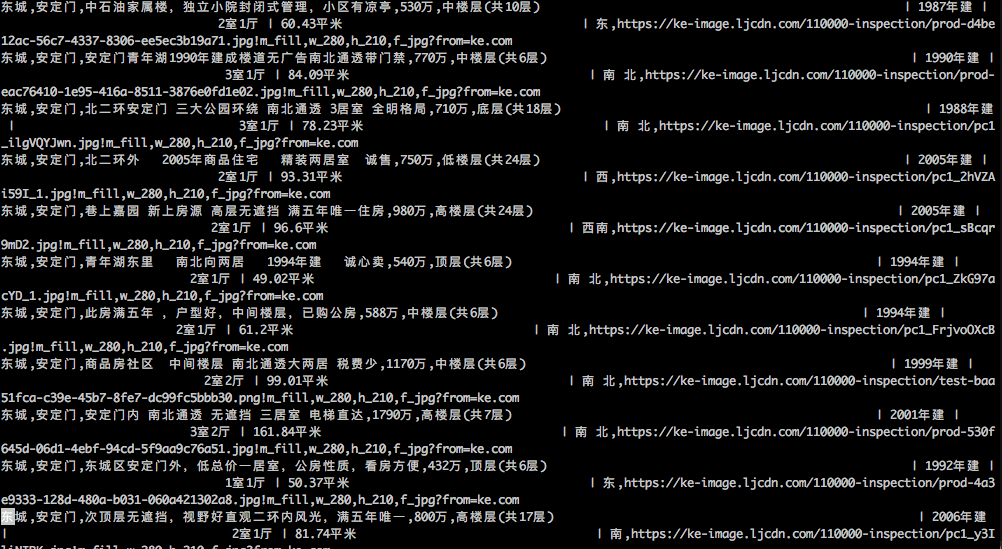 东城,安定门,中石油家属楼, 独立小院封闭式管理, 小区有凉亭,530万,中楼层(共10层) | 1987年建 |
2室1厅 | 60.43平米 | 东,https://ke-image.ljcdn.com/110000-inspection/prod-d4be
12ac-56c7-4337-8306-ee5ec3b19a71.jpg!m_fill,w_280,h_210,f_jpg?from=ke.com
东城,安定门,安定门青年湖1990年建成楼道无广告南北通透带门禁,770万,中楼层(共6层) | 1990年建 |
3室1厅 | 84.09平米 | 南 北,https://ke-image.ljcdn.com/110000-inspection/prod-
eac76410-1e95-416a-8511-3876e0fd1e02.jpg!m_fill,w_280,h_210,f_jpg?from=ke.com
东城,安定门,北二环安定门 三大公园环绕 南北通透 3居室 全明格局,710万,底层(共18层) | 1988年建
| 3室1厅 | 78.23平米 | 南 北,https://ke-image.ljcdn.com/110000-inspection/pc1
_ilgVQYJwn.jpg!m_fill,w_280,h_210,f_jpg?from=ke.com
东城,安定门,北二环外 2005年商品住宅 精装两居室 诚售,750万,低楼层(共24层) | 2005年建 |
2室1厅 | 93.31平米 | 西,https://ke-image.ljcdn.com/110000-inspection/pc1_2hVZA
i59I_1.jpg!m_fill,w_280,h_210,f_jpg?from=ke.com
东城,安定门,巷上嘉园 新上房源 高层无遮挡 满五年唯一住房,980万,高楼层(共24层) | 2005年建 |
2室1厅 | 96.6平米 | 西南,https://ke-image.ljcdn.com/110000-inspection/pc1_sBcqr
9mD2.jpg!m_fill,w_280,h_210,f_jpg?from=ke.com
东城,安定门,青年湖东里 南北向两居 1994年建 诚心卖,540万,顶层(共6层) | 1994年建 |
2室1厅 | 49.02平米 | 南 北,https://ke-image.ljcdn.com/110000-inspection/pc1_ZkG97a
cYD_1.jpg!m_fill,w_280,h_210,f_jpg?from=ke.com
东城,安定门,此房满五年 , 户型好, 中间楼层, 已购公房,588万,中楼层(共6层) | 1994年建 |
2室1厅 | 61.2平米 | 南 北,https://ke-image.ljcdn.com/110000-inspection/pc1_FrjvoOXcB
.jpg!m_fill,w_280,h_210,f_jpg?from=ke.com
东城,安定门,商品房社区 中间楼层 南北通透大两居 税费少,1170万,中楼层(共6层) | 1999年建 |
2室2厅 | 99.01平米 | 南 北,https://ke-image.ljcdn.com/110000-inspection/test-baa
51fca-c39e-45b7-8fe7-dc99fc5bbb30.png!m_fill,w_280,h_210,f_jpg?from=ke.com
东城,安定门,安定门内 南北通透 无遮挡 三居室 电梯直达,1790万,高楼层(共7层) | 2001年建 |
3室2厅 | 161.84平米 | 南 北,https://ke-image.ljcdn.com/110000-inspection/prod-530f
645d-06d1-4ebf-94cd-5f9aa9c76a51.jpg!m_fill,w_280,h_210,f_jpg?from=ke.com
东城,安定门,东城区安定门外, 低总价一居室, 公房性质, 看房方便,432万,顶层(共6层) | 1992年建 |
1室1厅 | 50.37平米 | 东,https://ke-image.ljcdn.com/110000-inspection/prod-4a3
e9333-128d-480a-b031-060a421302a8.jpg!m_fill,w_280,h_210,f_jpg?from=ke.com
东城,安定门,次顶层无遮挡, 视野好直观二环内风光, 满五年唯一,800万,高楼层(共17层) | 2006年建
| 2室1厅 | 81.74平米 | 南 北,https://ke-image.ljcdn.com/110000-inspection/pc1_y3I